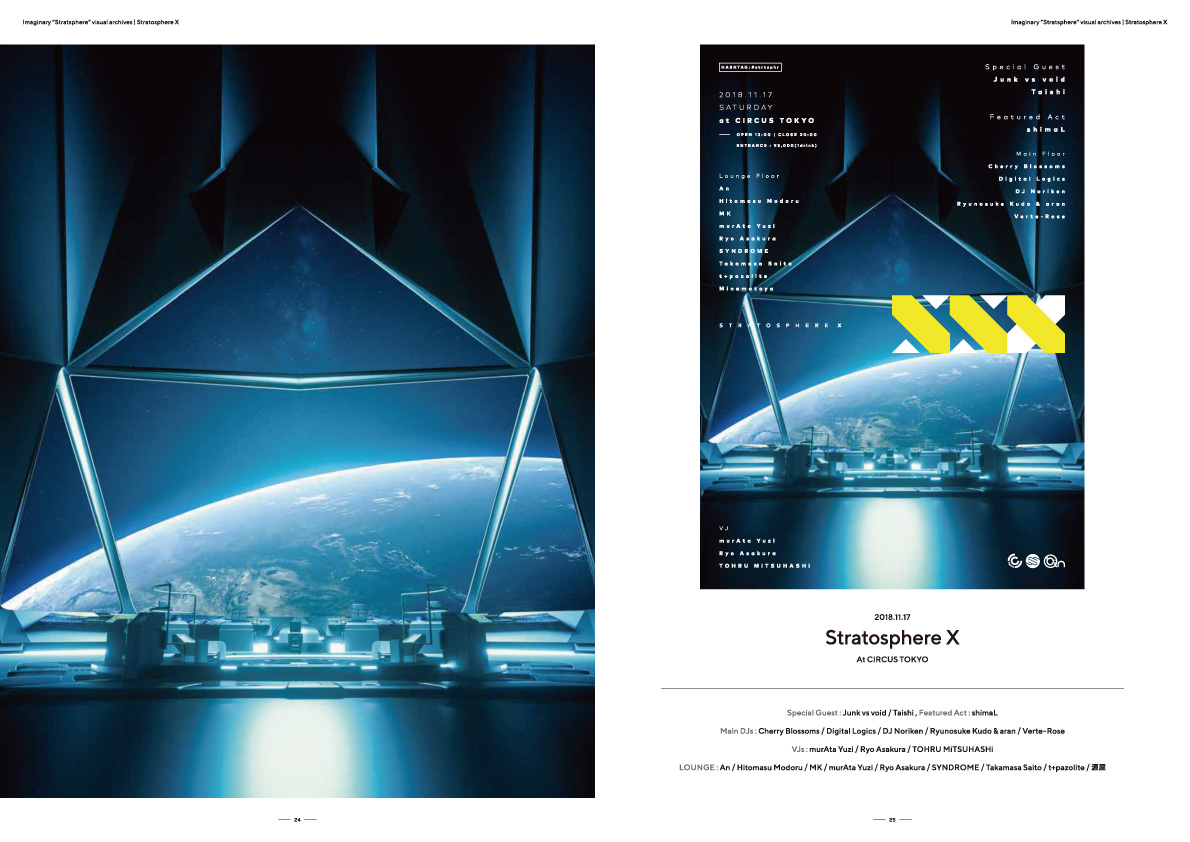 Imaginary "Stratsphere" visual archives | Stratosphere X
Imaginary "Stratsphere" visual archives | Stratosphere X
HASHTAG:#strtsphr
2018.11.17
SATURDAY
at CIRCUS TOKYO
OPEN 13:00 | CLOSE 20:00
ENTRANCE : ¥3,000(1drink)
Lounge Floor
An
Hitomasu Modoru
MK
murAta Yuzi
Ryo Asakura
SYNDROME
Takamasa Saito
t+pazolite
Minamotoya
Special Guest
Junk vs void
Taishi
Featured Act
shimaL
Main Floor
Cherry Blossoms
Digital Logics
DJ Noriken
Ryunosuke Kudo & aran
Verte-Rose
STRATOSPHERE X
VJ
murAta Yuzi
Ryo Asakura
TOHRU MiTSUHASHi
an
2018.11.17
Stratosphere X
At CIRCUS TOKYO
Special Guest : Junk vs void / Taishi , Featured Act : shimaL
Main DJs : Cherry Blossoms / Digital Logics / DJ Noriken / Ryunosuke Kudo & aran / Verte-Rose
VJs : murAta Yuzi / Ryo Asakura / TOHRU MiTSUHASHi
LOUNGE : An / Hitomasu Modoru / MK / murAta Yuzi / Ryo Asakura / SYNDROME / Takamasa Saito / t+pazolite / 源屋
24
25